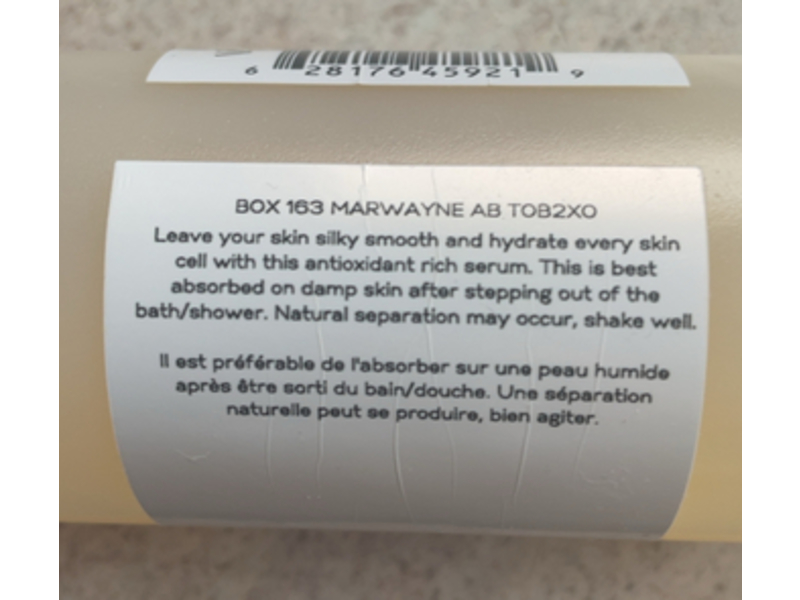 6 28176 45921 9
BOX 163 MARWAYNE AB T0B2X0
Leave your skin silky smooth and hydrate every skin
cell with this antioxidant rich serum. This is best
absorbed on damp skin after stepping out of the
bath/shower. Natural separation may occur, shake well.
Il est préférable de l'absorber sur une peau humide
après être sorti du bain/douche. Une séparation
naturelle peut se produire, bien agiter.